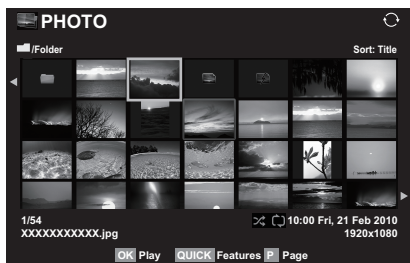 PHOTO
/Folder
Sort: Title
1/54
10:00 Fri, 21 Feb 2010
XXXXXXXXXXX.jpg
1920x1080
OK Play QUICK Features P Page